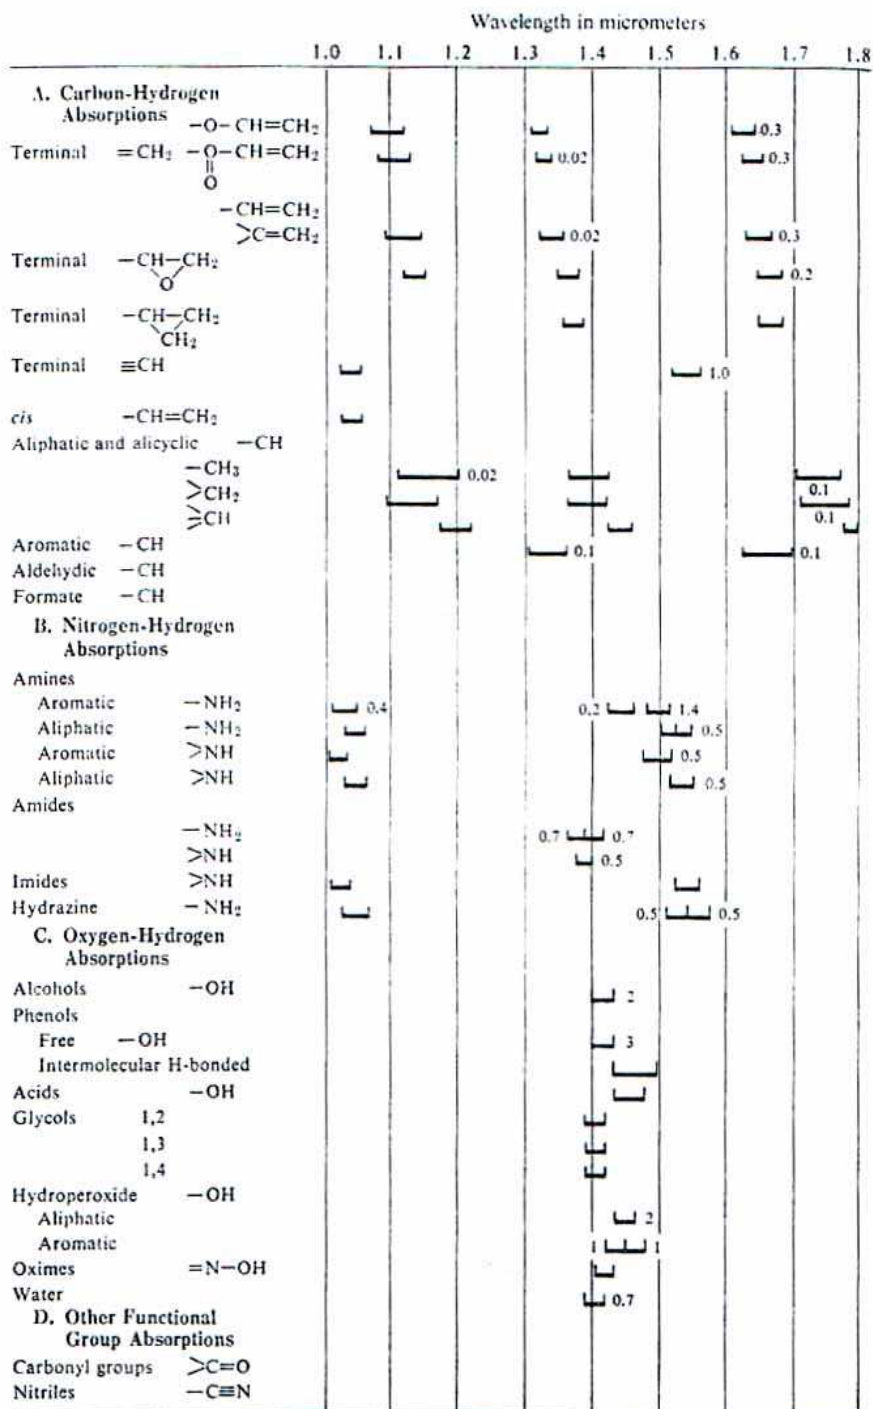 Wavelength in micrometers
1.0 1.1 1.2 1.3 1.4 1.5 1.6 1.7 1.8
A. Carbon-Hydrogen
Absorptions
−O−CH=CH₂ 0.3
Terminal =CH₂ −O−CH=CH₂ 0.02 0.3
||
O
−CH=CH₂
>C=CH₂ 0.02 0.3
Terminal −CH−CH₂ 0.2
O
Terminal −CH−CH₂
CH₂
Terminal ≡CH 1.0
cis −CH=CH₂
Aliphatic and alicyclic −CH
−CH₃ 0.02 0.1
>CH₂ 0.1
⩾CH
Aromatic −CH 0.1 0.1
Aldehydic −CH
Formate −CH
B. Nitrogen-Hydrogen
Absorptions
Amines
Aromatic −NH₂ 0.4 0.2 1.4
Aliphatic −NH₂ 0.5
Aromatic >NH 0.5
Aliphatic >NH 0.5
Amides
−NH₂ 0.7 0.7
>NH 0.5
Imides >NH
Hydrazine −NH₂ 0.5 0.5
C. Oxygen-Hydrogen
Absorptions
Alcohols −OH 2
Phenols
Free −OH 3
Intermolecular H-bonded
Acids −OH
Glycols 1,2
1,3
1,4
Hydroperoxide −OH
Aliphatic 2
Aromatic 1 1
Oximes =N−OH
Water 0.7
D. Other Functional
Group Absorptions
Carbonyl groups >C=O
Nitriles −C≡N